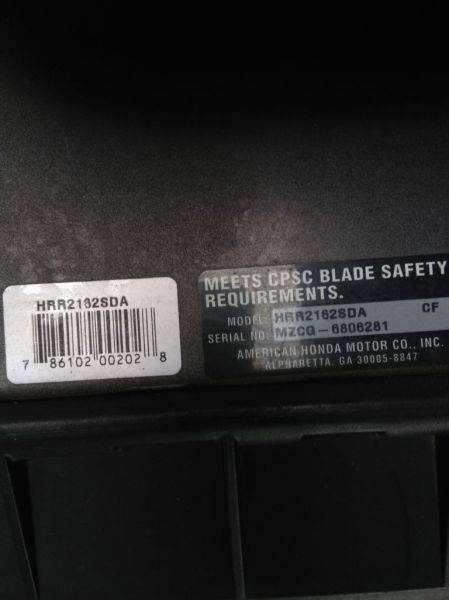 HRR2162SDA
7 86102 00202 8
MEETS CPSC BLADE SAFETY
REQUIREMENTS.
MODEL: HRR2162SDA CF
SERIAL NO. MZCG-6806281
AMERICAN HONDA MOTOR CO., INC.
ALPHARETTA, GA 30005-8847